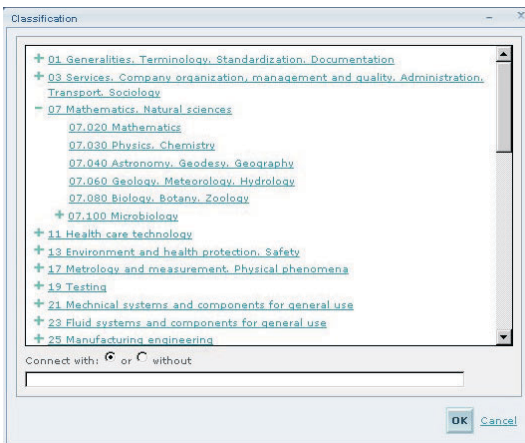 Classification
01 Generalities. Terminology. Standardization. Documentation
03 Services. Company organization, management and quality. Administration.
Transport. Sociology
07 Mathematics. Natural sciences
07.020 Mathematics
07.030 Physics. Chemistry
07.040 Astronomy. Geodesy. Geography
07.060 Geology. Meteorology. Hydrology
07.080 Biology. Botany. Zoology
07.100 Microbiology
11 Health care technology
13 Environment and health protection. Safety
17 Metrology and measurement. Physical phenomena
19 Testing
21 Mechnical systems and components for general use
23 Fluid systems and components for general use
25 Manufacturing engineering
Connect with: or without
OK Cancel